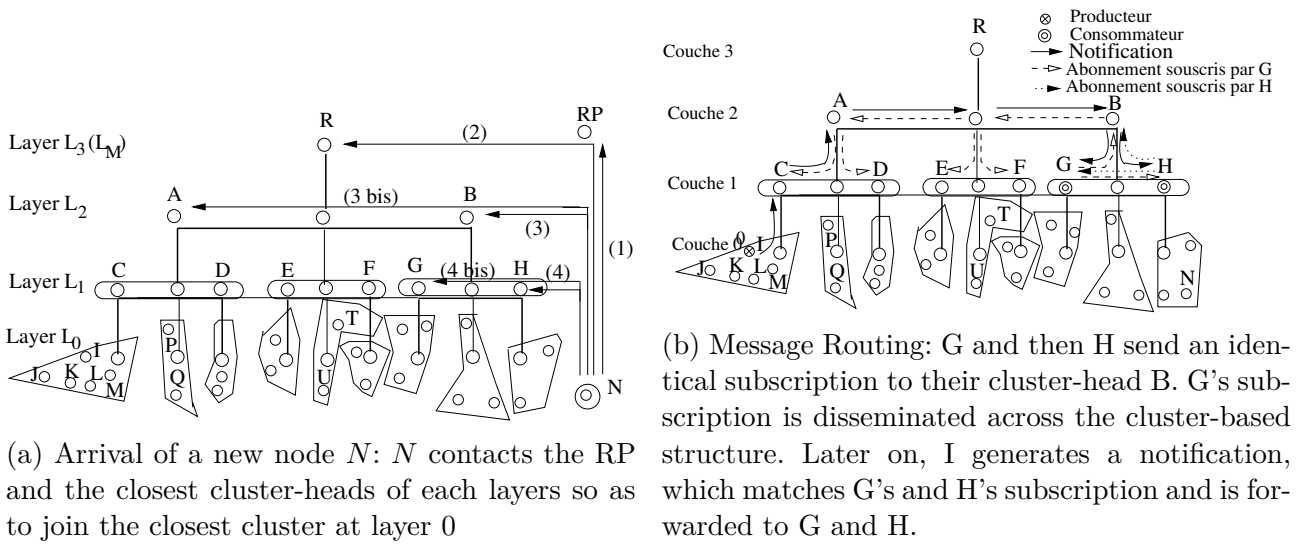 RP
R
(2)
Layer L3 (LM)
A
B
(3 bis)
Layer L2
(3)
(1)
C
D
E
F
G
H
(4 bis)
(4)
Layer L1
Layer L0
I
J
K
L
M
P
Q
T
U
N
(a) Arrival of a new node N: N contacts the RP
and the closest cluster-heads of each layers so as
to join the closest cluster at layer 0
Producteur
Consommateur
Notification
Abonnement souscris par G
Abonnement souscris par H
R
Couche 3
A
B
Couche 2
C
D
E
F
G
H
Couche 1
Couche 0
0
I
J
K
L
M
P
Q
T
U
N
(b) Message Routing: G and then H send an iden-
tical subscription to their cluster-head B. G's sub-
scription is disseminated across the cluster-based
structure. Later on, I generates a notification,
which matches G's and H's subscription and is for-
warded to G and H.